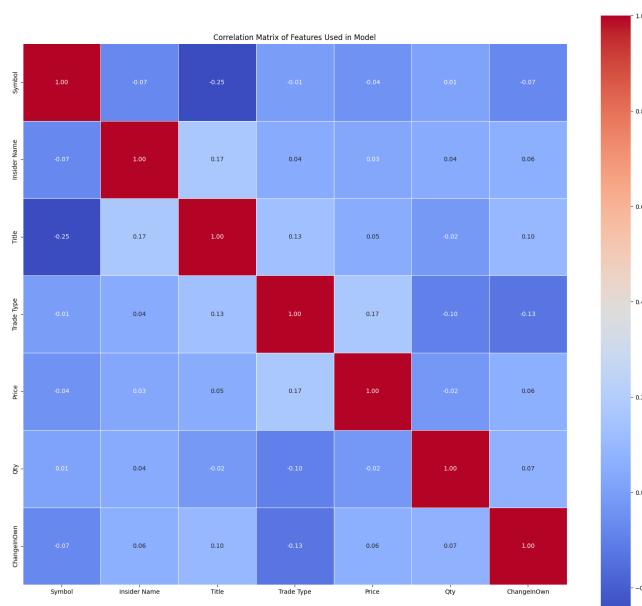 Correlation Matrix of Features Used in Model
Symbol 1.00 -0.07 -0.25 -0.01 -0.04 0.01 -0.07
Insider Name -0.07 1.00 0.17 0.04 0.03 0.04 0.06
Title -0.25 0.17 1.00 0.13 0.05 -0.02 0.10
Trade Type -0.01 0.04 0.13 1.00 0.17 -0.10 -0.13
Price -0.04 0.03 0.05 0.17 1.00 -0.02 0.06
Qty 0.01 0.04 -0.02 -0.10 -0.02 1.00 0.07
ChangeInOwn -0.07 0.06 0.10 -0.13 0.06 0.07 1.00
Symbol Insider Name Title Trade Type Price Qty ChangeInOwn